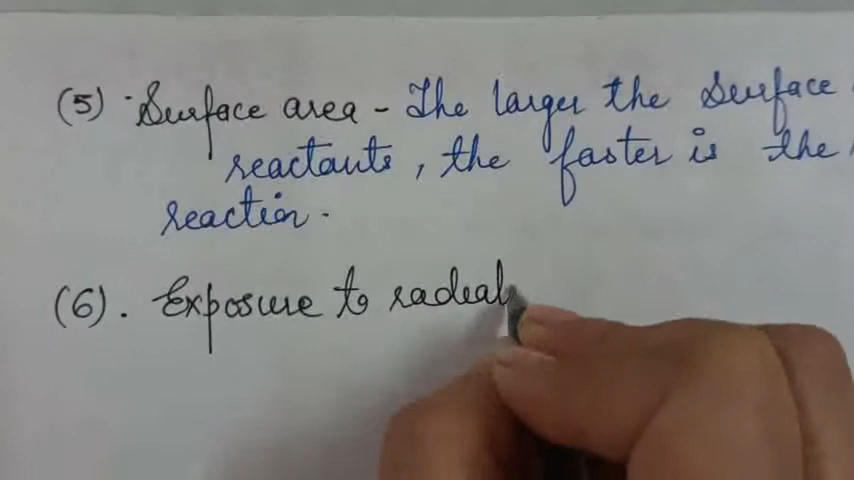 (5) Surface area - The larger the surface
reactants, the faster is the
reaction.
(6). Exposure to radiat